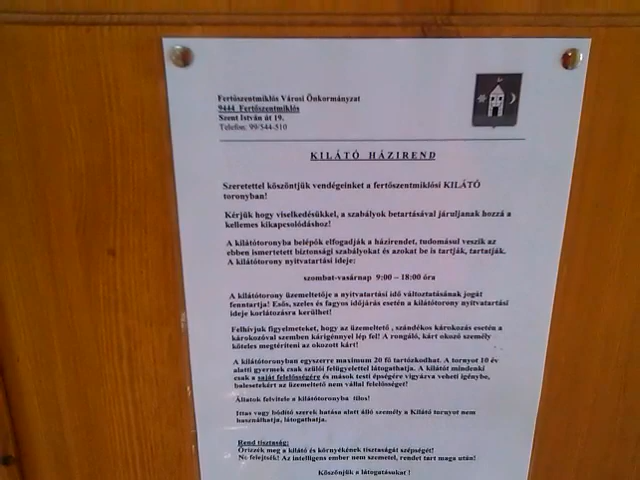 Fertőszentmiklós Városi Önkormányzat
9444 Fertőszentmiklós
Szent István út 19.
Telefon: 99/544-510
KILÁTÓ HÁZIREND
Szeretettel köszöntjük vendégeinket a fertőszentmiklósi KILÁTÓ
toronyban!
Kérjük hogy viselkedésükkel, a szabályok betartásával járuljanak hozzá a
kellemes kikapcsolódáshoz!
A kilátótoronyba belépők elfogadják a házirendet, tudomásul veszik az
ebben ismertetett biztonsági szabályokat és azokat be is tartják, tartatják.
A kilátótorony nyitvatartási ideje:
szombat-vasárnap 9:00 – 18:00 óra
A kilátótorony üzemeltetője a nyitvatartási idő változtatásának jogát
fenntartja! Esős, szeles és fagyos időjárás esetén a kilátótorony nyitvatartási
ideje korlátozásra kerülhet!
Felhívjuk figyelmeteket, hogy az üzemeltető , szándékos károkozás esetén a
károkozóval szemben kárigénnyel lép fel! A rongáló, kárt okozó személy
köteles megtéríteni az okozott kárt!
A kilátótoronyban egyszerre maximum 20 fő tartózkodhat. A tornyot 10 év
alatti gyermek csak szülői felügyelettel látogathatja. A kilátót mindenki
csak a saját felelősségére és mások testi épségére vigyázva veheti igénybe,
balesetekért az üzemeltető nem vállal felelősséget!
Állatok felvitele a kilátótoronyba tilos!
Ittas vagy bódító szerek hatása alatt álló személy a Kilátó tornyot nem
használhatja, látogathatja.
Rend tisztaság:
Őrizzék meg a kilátó és környékének tisztaságát szépségét!
Ne felejtsék! Az intelligens ember nem szemetel, rendet tart maga után!
Köszönjük a látogatásukat !